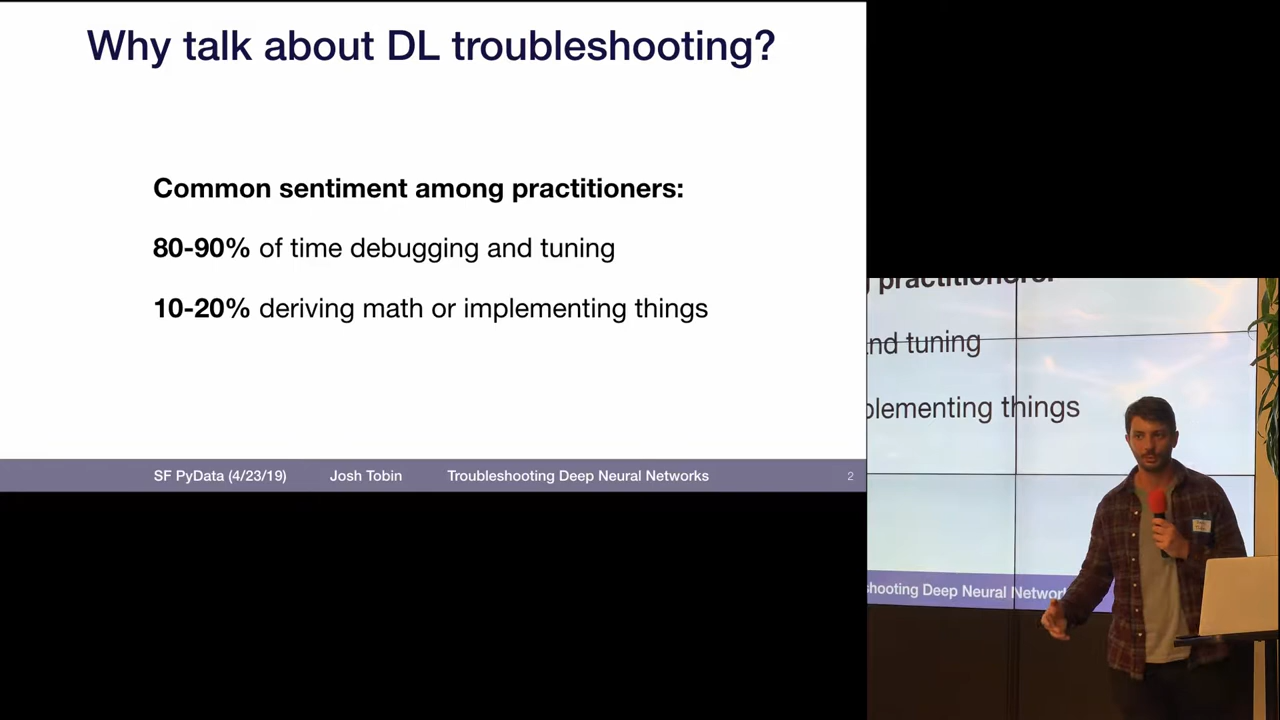 Why talk about DL troubleshooting?
Common sentiment among practitioners:
80-90% of time debugging and tuning
10-20% deriving math or implementing things
SF PyData (4/23/19) Josh Tobin Troubleshooting Deep Neural Networks 2
practitioners:
nd tuning
plementing things
hooting Deep Neural Network